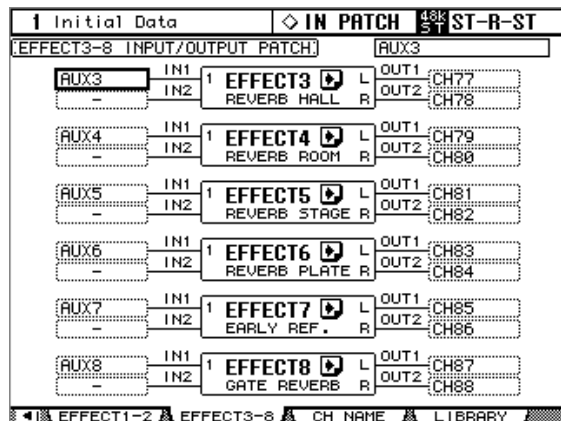 1 Initial Data ◇ IN PATCH 48K ST ST-R-ST
EFFECT3-8 INPUT/OUTPUT PATCH AUX3
AUX3 IN1 1 EFFECT3 L OUT1 CH77
- IN2 REVERB HALL R OUT2 CH78
AUX4 IN1 1 EFFECT4 L OUT1 CH79
- IN2 REVERB ROOM R OUT2 CH80
AUX5 IN1 1 EFFECT5 L OUT1 CH81
- IN2 REVERB STAGE R OUT2 CH82
AUX6 IN1 1 EFFECT6 L OUT1 CH83
- IN2 REVERB PLATE R OUT2 CH84
AUX7 IN1 1 EFFECT7 L OUT1 CH85
- IN2 EARLY REF. R OUT2 CH86
AUX8 IN1 1 EFFECT8 L OUT1 CH87
- IN2 GATE REVERB R OUT2 CH88
EFFECT1-2 EFFECT3-8 CH NAME LIBRARY